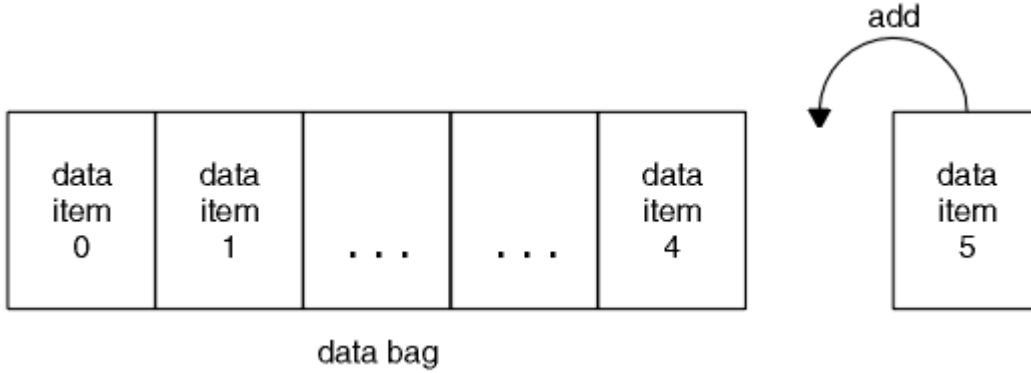 add
data
item
0
data
item
1
. . .
. . .
data
item
4
data
item
5
data bag